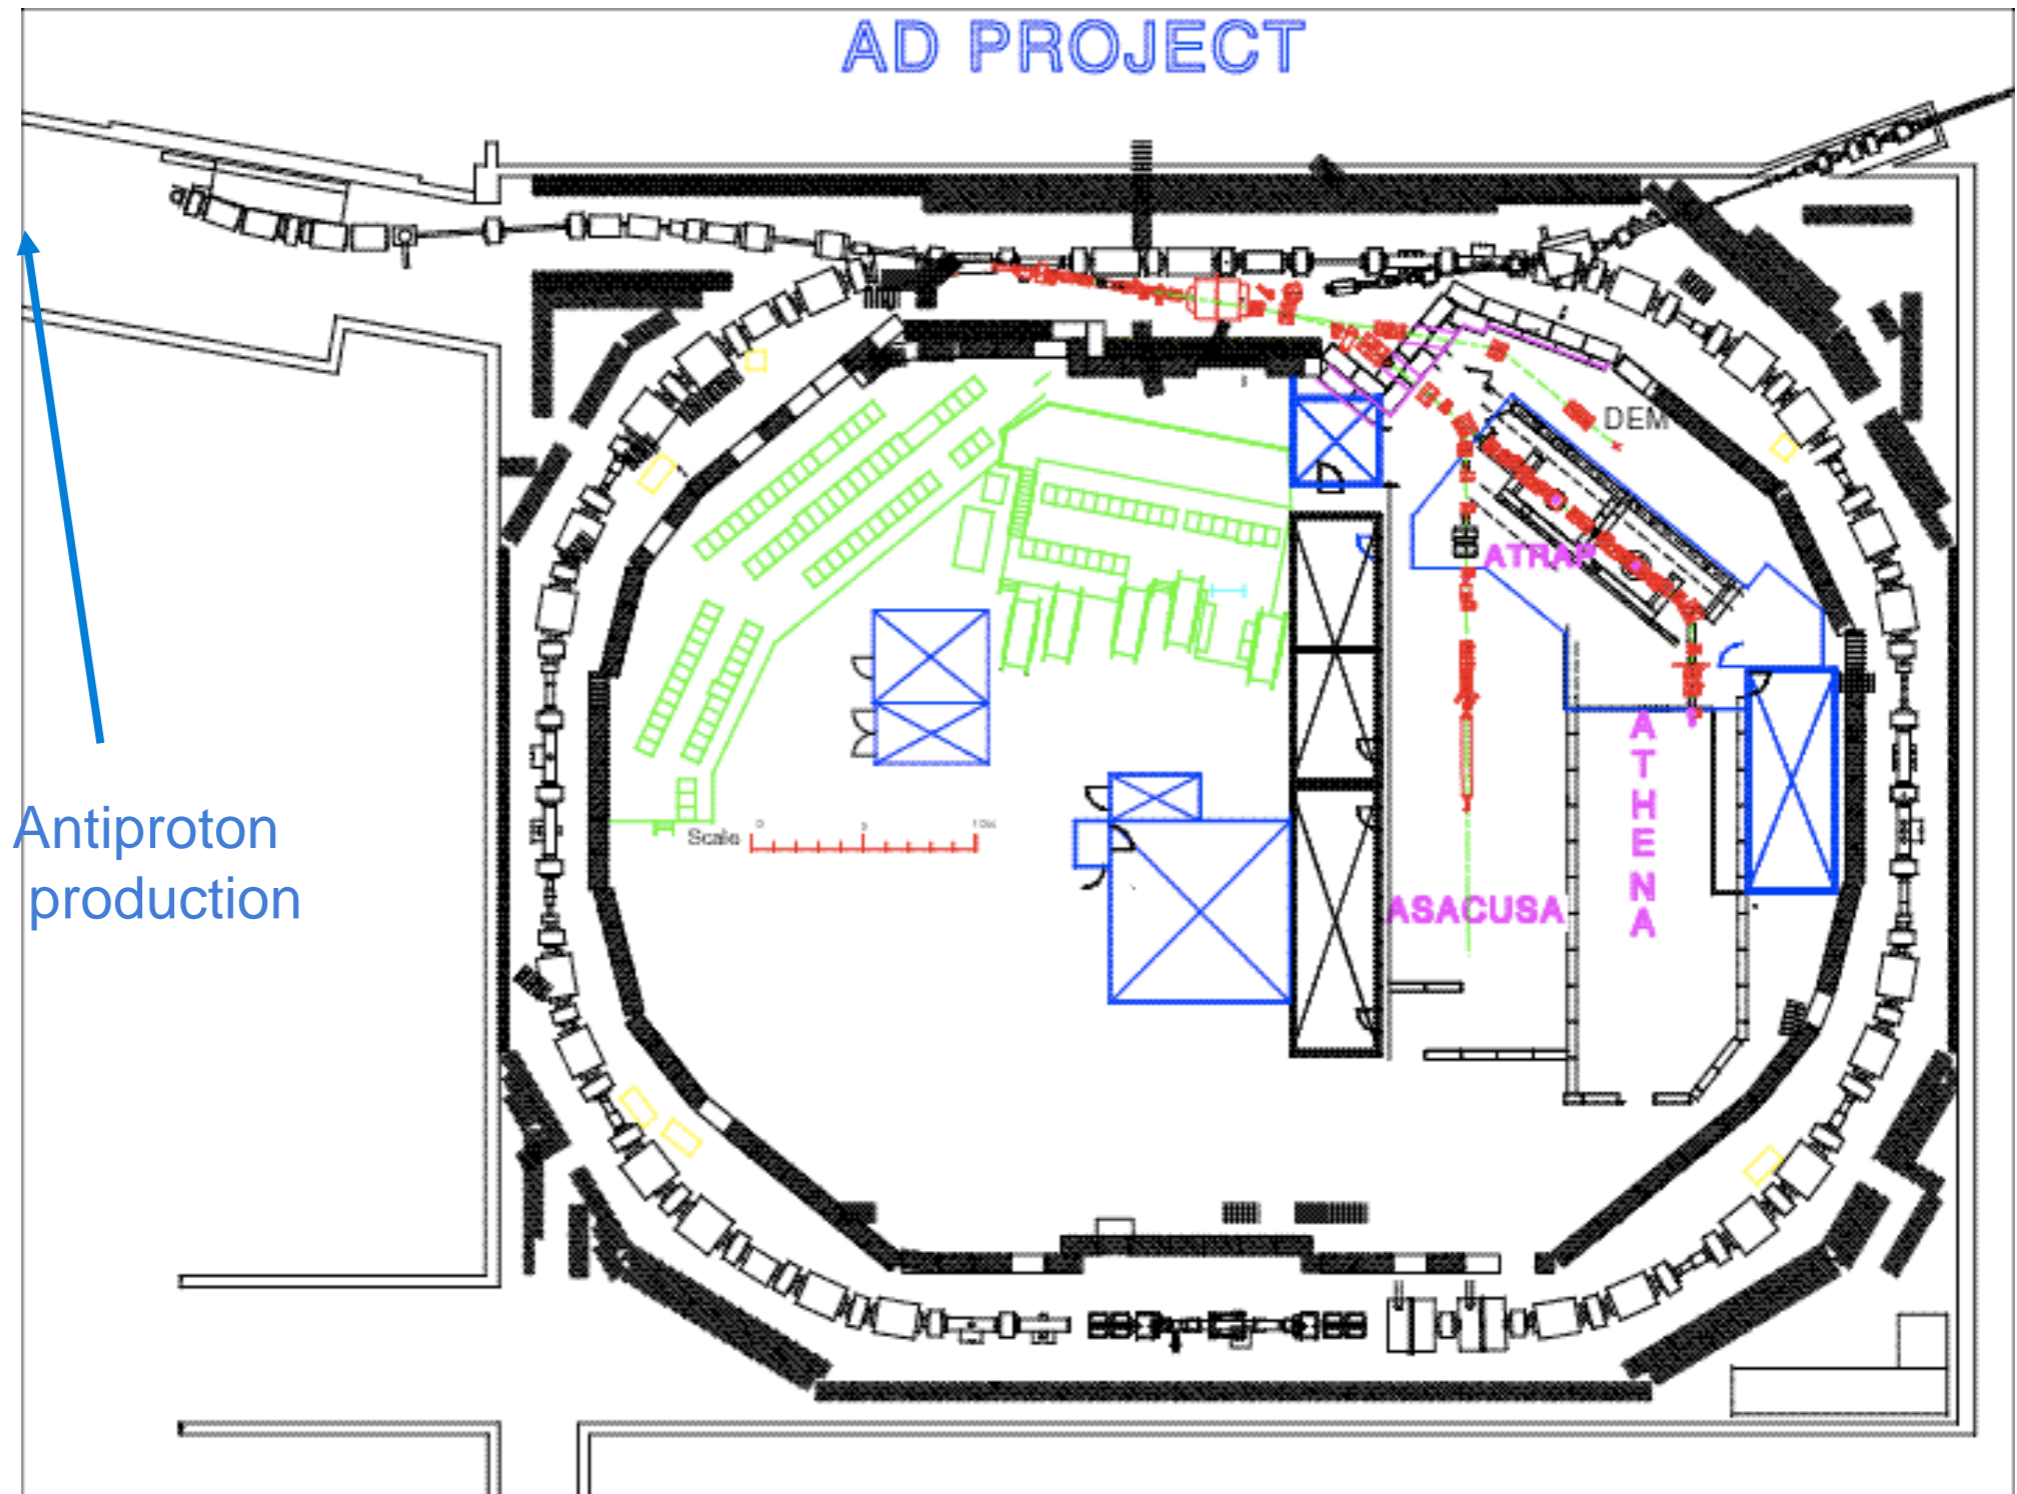 AD PROJECT
DEM
ATRAP
ATHENA
Antiproton
production
Scale
ASACUSA